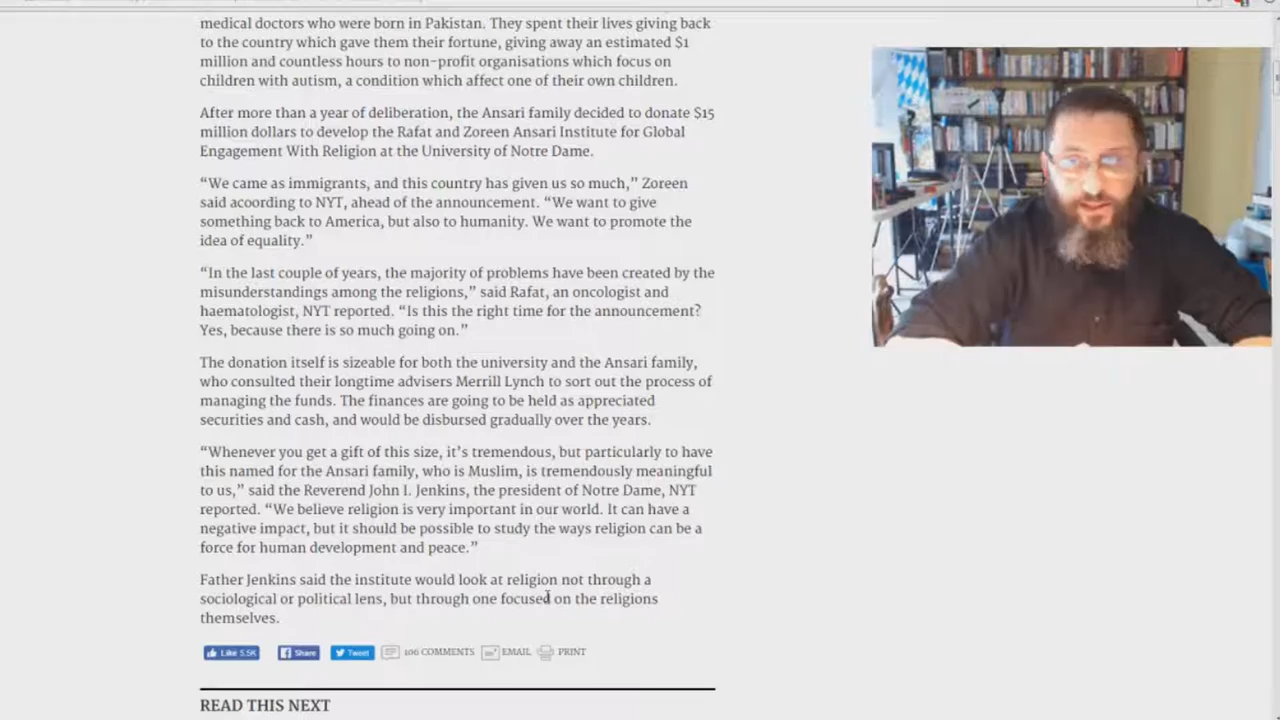 medical doctors who were born in Pakistan. They spent their lives giving back
to the country which gave them their fortune, giving away an estimated $1
million and countless hours to non-profit organisations which focus on
children with autism, a condition which affect one of their own children.
After more than a year of deliberation, the Ansari family decided to donate $15
million dollars to develop the Rafat and Zoreen Ansari Institute for Global
Engagement With Religion at the University of Notre Dame.
“We came as immigrants, and this country has given us so much,” Zoreen
said acoording to NYT, ahead of the announcement. “We want to give
something back to America, but also to humanity. We want to promote the
idea of equality.”
“In the last couple of years, the majority of problems have been created by the
misunderstandings among the religions,” said Rafat, an oncologist and
haematologist, NYT reported. “Is this the right time for the announcement?
Yes, because there is so much going on.”
The donation itself is sizeable for both the university and the Ansari family,
who consulted their longtime advisers Merrill Lynch to sort out the process of
managing the funds. The finances are going to be held as appreciated
securities and cash, and would be disbursed gradually over the years.
“Whenever you get a gift of this size, it’s tremendous, but particularly to have
this named for the Ansari family, who is Muslim, is tremendously meaningful
to us,” said the Reverend John I. Jenkins, the president of Notre Dame, NYT
reported. “We believe religion is very important in our world. It can have a
negative impact, but it should be possible to study the ways religion can be a
force for human development and peace.”
Father Jenkins said the institute would look at religion not through a
sociological or political lens, but through one focused on the religions
themselves.
Like 5.5K Share Tweet 106 COMMENTS EMAIL PRINT
READ THIS NEXT